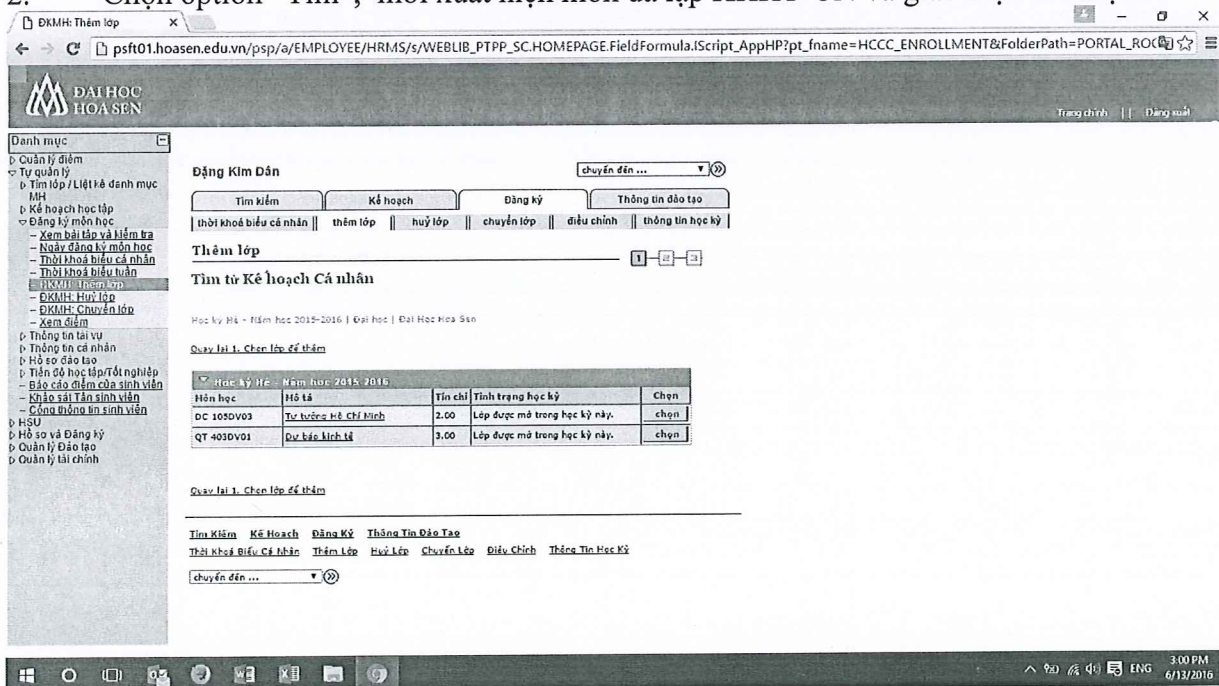 2. Chọn option "Tìm",
ĐKMH: Thêm lớp
psft01.hoasen.edu.vn/psp/a/EMPLOYEE/HRMS/s/WEBLIB_PTPP_SC.HOMEPAGE.FieldFormula.IScript_AppHP?pt_fname=HCCC_ENROLLMENT&FolderPath=PORTAL_ROO
ĐẠI HỌC
HOA SEN
Trang chính || Đăng xuất
Danh mục
Quản lý điểm
Tự quản lý
Tìm lớp / Liệt kê danh mục
MH
Kế hoạch học tập
Đăng ký môn học
– Xem bài tập và kiểm tra
– Ngày đăng ký môn học
– Thời khoá biểu cá nhân
– Thời khoá biểu tuần
– ĐKMH: Thêm lớp
– ĐKMH: Huỷ lớp
– ĐKMH: Chuyển lớp
– Xem điểm
Thông tin tài vụ
Thông tin cá nhân
Hồ sơ đào tạo
Tiến độ học tập/Tốt nghiệp
– Báo cáo điểm của sinh viên
– Khảo sát Tân sinh viên
– Cổng thông tin sinh viên
HSU
Hồ sơ và Đăng ký
Quản lý Đào tạo
Quản lý tài chính
Đặng Kim Dân
chuyển đến ...
Tìm kiếm Kế hoạch Đăng ký Thông tin đào tạo
thời khoá biểu cá nhân || thêm lớp || huỷ lớp || chuyển lớp || điều chỉnh || thông tin học kỳ
Thêm lớp
1 2 3
Tìm từ Kế hoạch Cá nhân
Học kỳ Hè - Năm học 2015-2016 | Đại học | Đại Học Hoa Sen
Quay lại 1. Chọn lớp để thêm
Học kỳ Hè - Năm học 2015-2016
Môn học Mô tả Tín chỉ Tình trạng học kỳ Chọn
DC 105DV03 Tư tưởng Hồ Chí Minh 2.00 Lớp được mở trong học kỳ này. chọn
QT 403DV01 Dự báo kinh tế 3.00 Lớp được mở trong học kỳ này. chọn
Quay lại 1. Chọn lớp để thêm
Tìm Kiếm Kế Hoạch Đăng Ký Thông Tin Đào Tạo
Thời Khoá Biểu Cá Nhân Thêm Lớp Huỷ Lớp Chuyển Lớp Điều Chỉnh Thông Tin Học Kỳ
chuyển đến ...
ENG
3:00 PM
6/13/2016